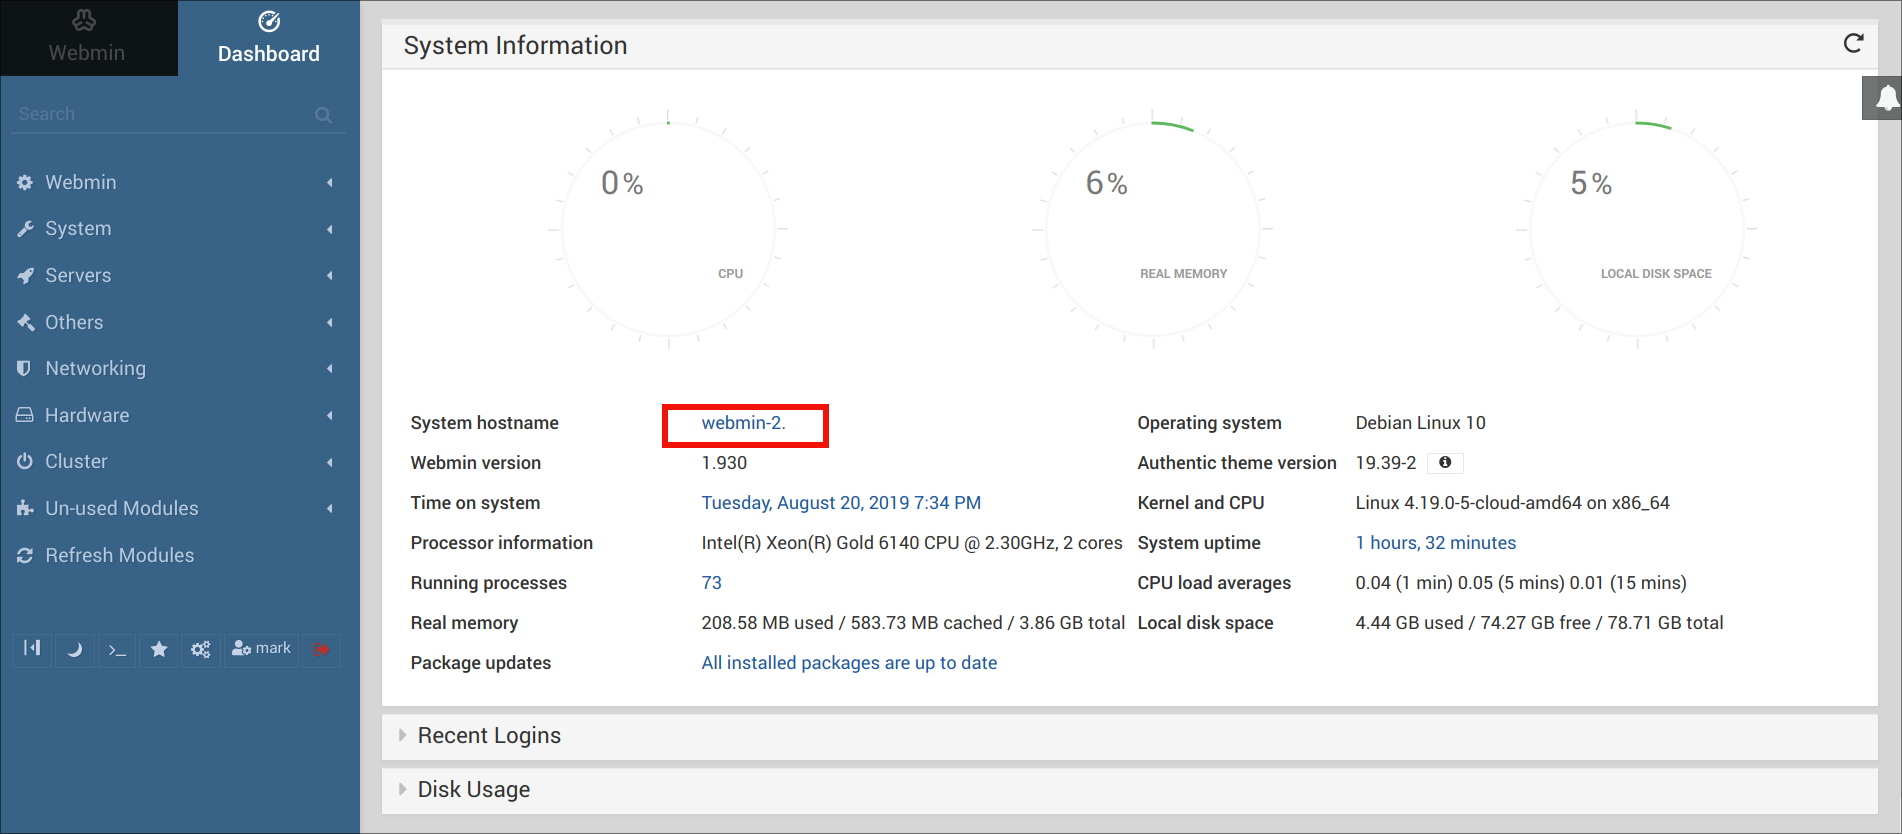 Webmin
Dashboard
Search
Webmin
System
Servers
Others
Networking
Hardware
Cluster
Un-used Modules
Refresh Modules
>_
mark
System Information
0%
CPU
6%
REAL MEMORY
5%
LOCAL DISK SPACE
System hostname webmin-2. Operating system Debian Linux 10
Webmin version 1.930 Authentic theme version 19.39-2
Time on system Tuesday, August 20, 2019 7:34 PM Kernel and CPU Linux 4.19.0-5-cloud-amd64 on x86_64
Processor information Intel(R) Xeon(R) Gold 6140 CPU @ 2.30GHz, 2 cores System uptime 1 hours, 32 minutes
Running processes 73 CPU load averages 0.04 (1 min) 0.05 (5 mins) 0.01 (15 mins)
Real memory 208.58 MB used / 583.73 MB cached / 3.86 GB total Local disk space 4.44 GB used / 74.27 GB free / 78.71 GB total
Package updates All installed packages are up to date
Recent Logins
Disk Usage